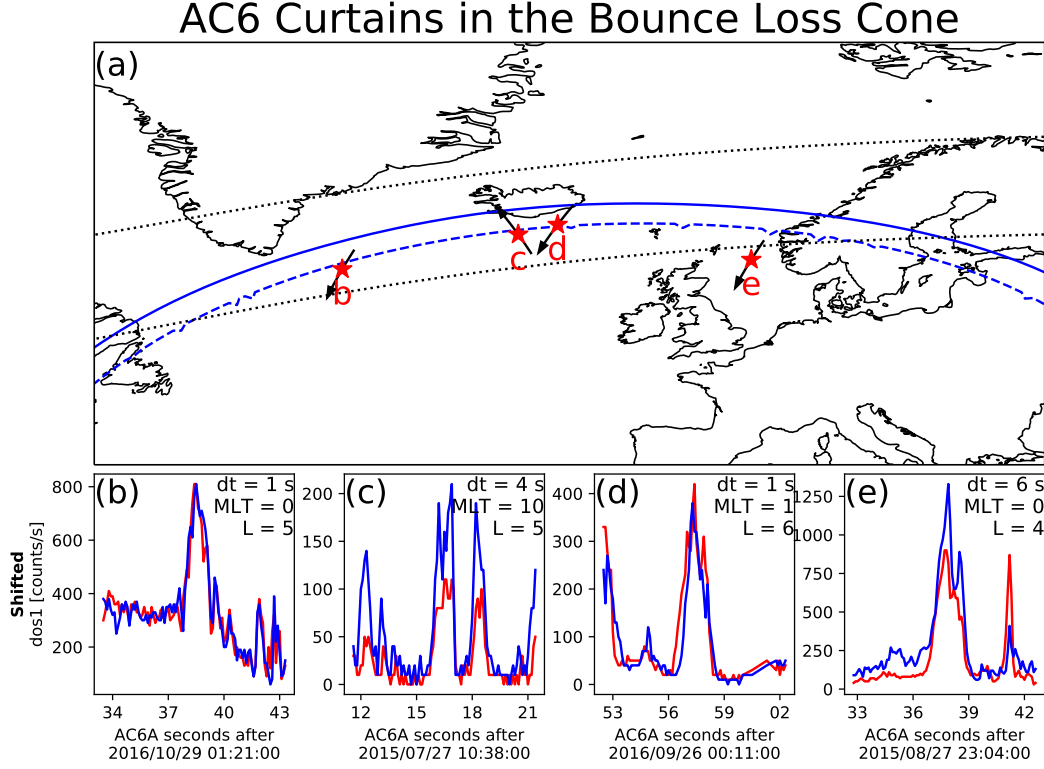 AC6 Curtains in the Bounce Loss Cone
(a)
b
c
d
e
Shifted
dos1 [counts/s]
(b)
dt = 1 s
MLT = 0
L = 5
800
600
400
200
34
37
40
43
AC6A seconds after
2016/10/29 01:21:00
(c)
dt = 4 s
MLT = 10
L = 5
200
150
100
50
0
12
15
18
21
AC6A seconds after
2015/07/27 10:38:00
(d)
dt = 1 s
MLT = 1
L = 6
400
300
200
100
0
53
56
59
02
AC6A seconds after
2016/09/26 00:11:00
(e)
dt = 6 s
MLT = 0
L = 4
1250
1000
750
500
250
0
33
36
39
42
AC6A seconds after
2015/08/27 23:04:00